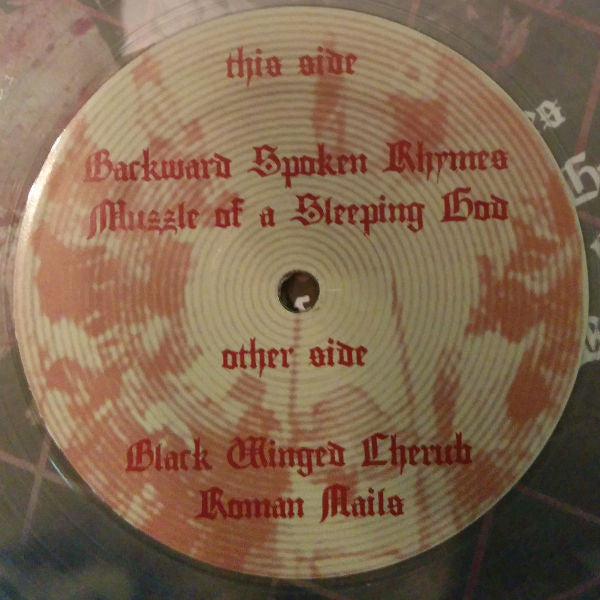 this side
Backward Spoken Rhymes
Muzzle of a Sleeping God
other side
Black Winged Cherub
Roman Nails